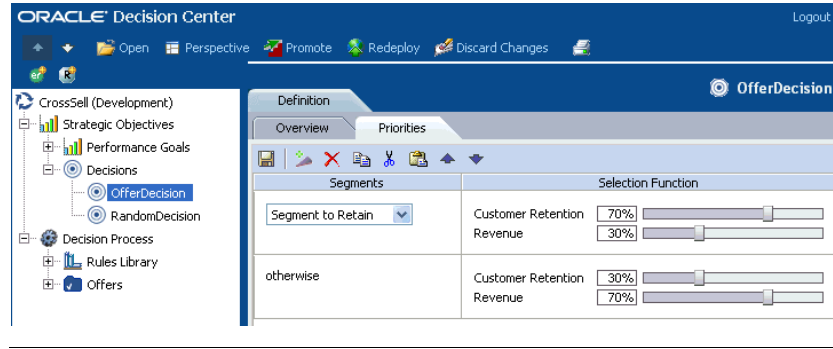 ORACLE Decision Center
Logout
Open Perspective Promote Redeploy Discard Changes
CrossSell (Development)
Strategic Objectives
Performance Goals
Decisions
OfferDecision
RandomDecision
Decision Process
Rules Library
Offers
OfferDecision
Definition
Overview Priorities
Segments Selection Function
Segment to Retain Customer Retention 70%
Revenue 30%
otherwise Customer Retention 30%
Revenue 70%